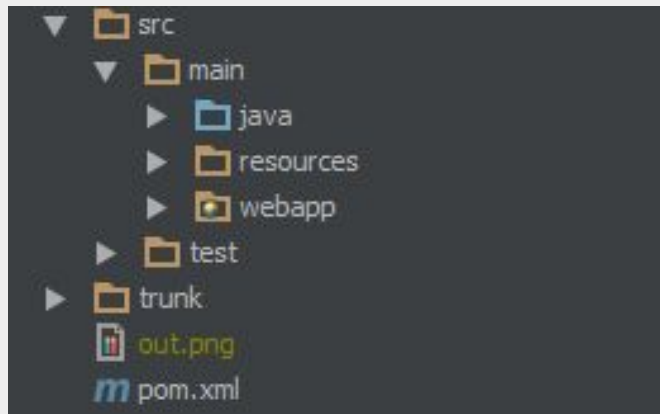 src
main
java
resources
webapp
test
trunk
out.png
pom.xml